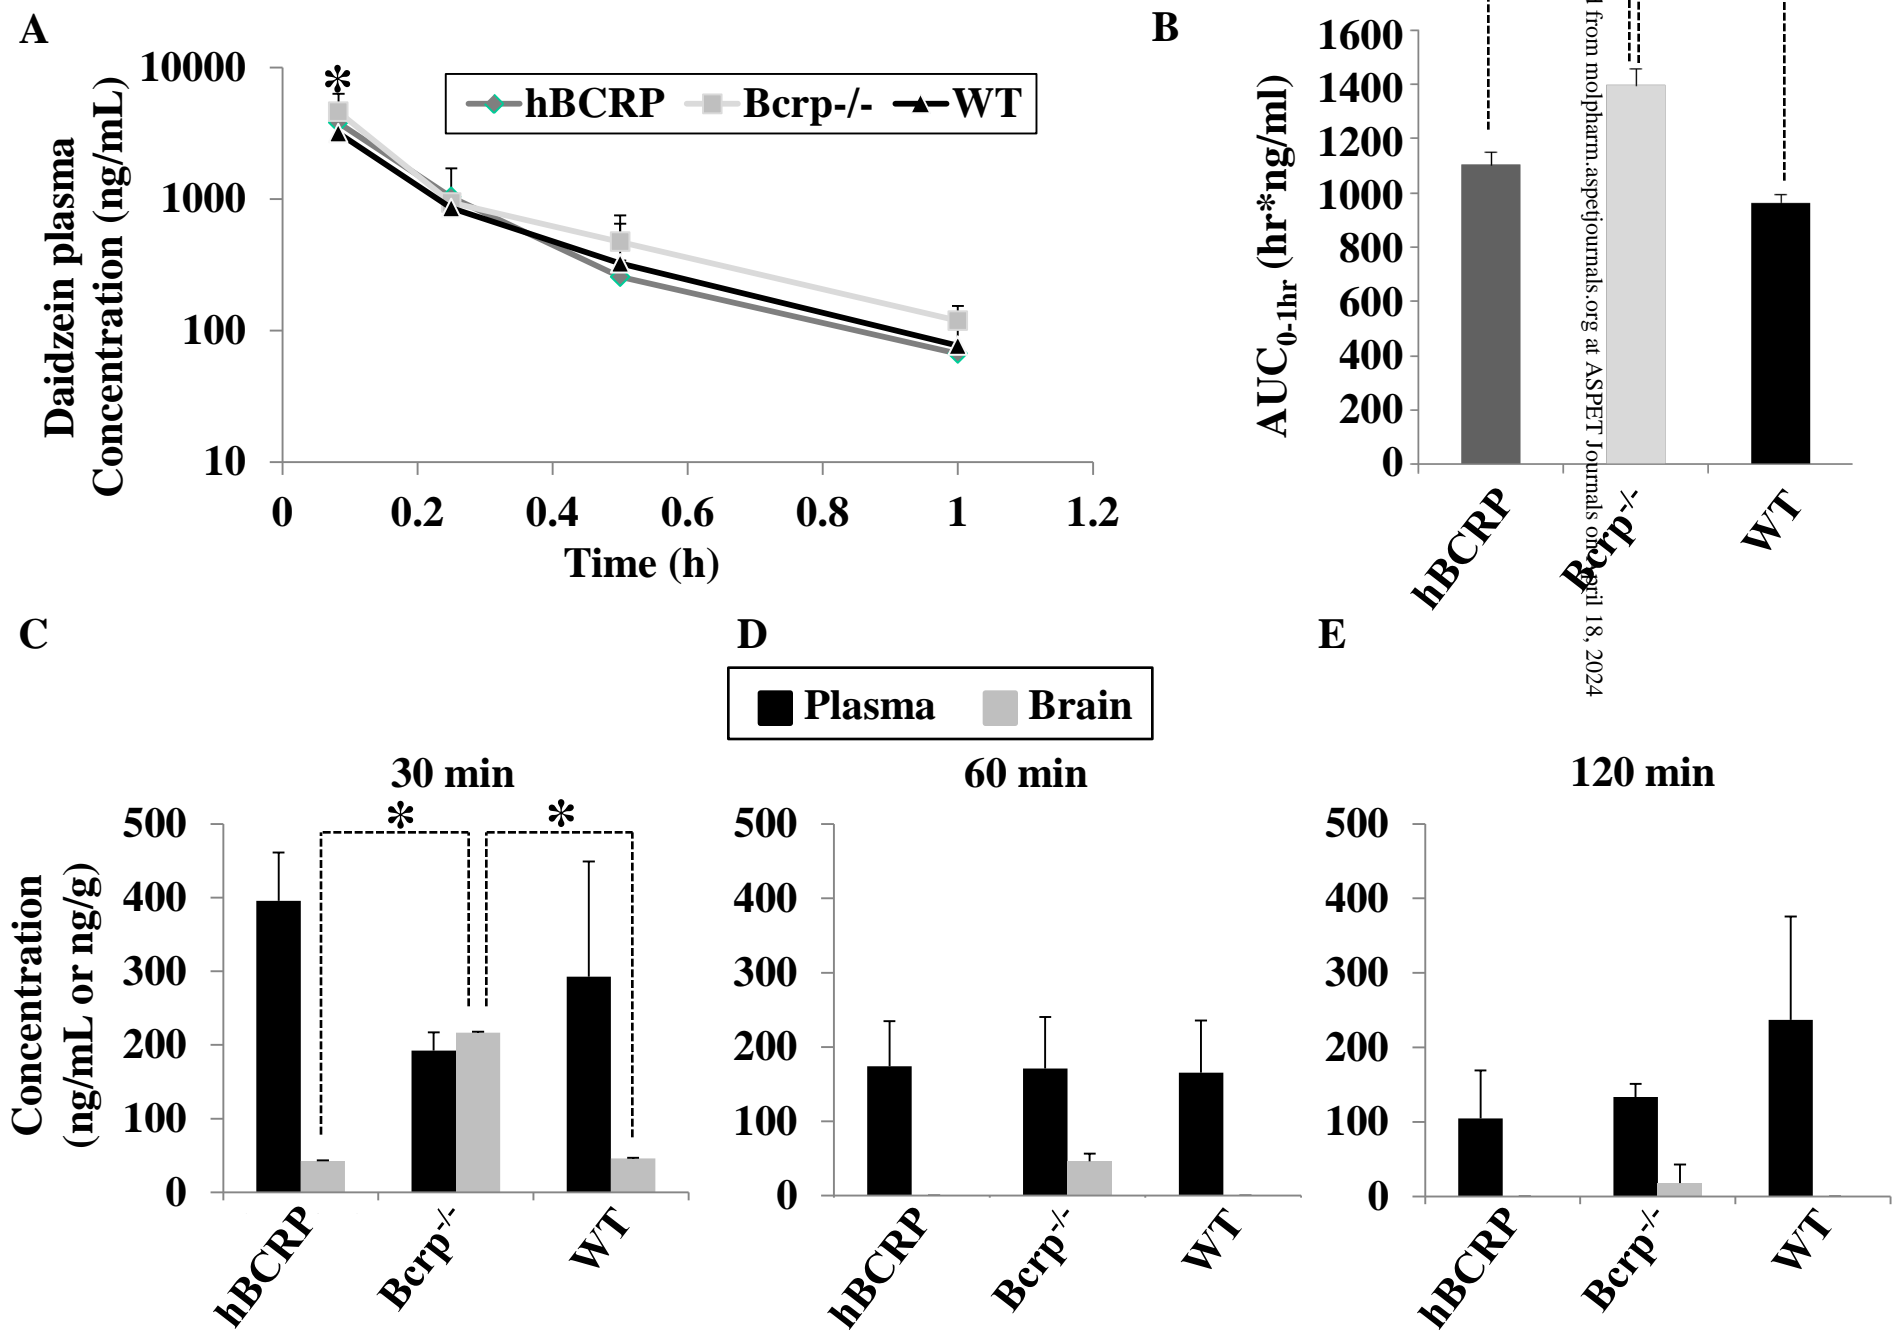 A
Daidzein plasma
Concentration (ng/mL)
10000
1000
100
10
0
0.2
0.4
0.6
0.8
1
1.2
Time (h)
*
hBCRP
Bcrp-/-
WT
B
AUC0-1hr (hr*ng/ml)
1600
1400
1200
1000
800
600
400
200
0
hBCRP
Bcrp-/-
WT
from molpharm.aspetjournals.org at ASPET Journals on April 18, 2024
C
D
E
Plasma
Brain
30 min
Concentration
(ng/mL or ng/g)
500
400
300
200
100
0
*
*
hBCRP
Bcrp-/-
WT
60 min
500
400
300
200
100
0
hBCRP
Bcrp-/-
WT
120 min
500
400
300
200
100
0
hBCRP
Bcrp-/-
WT